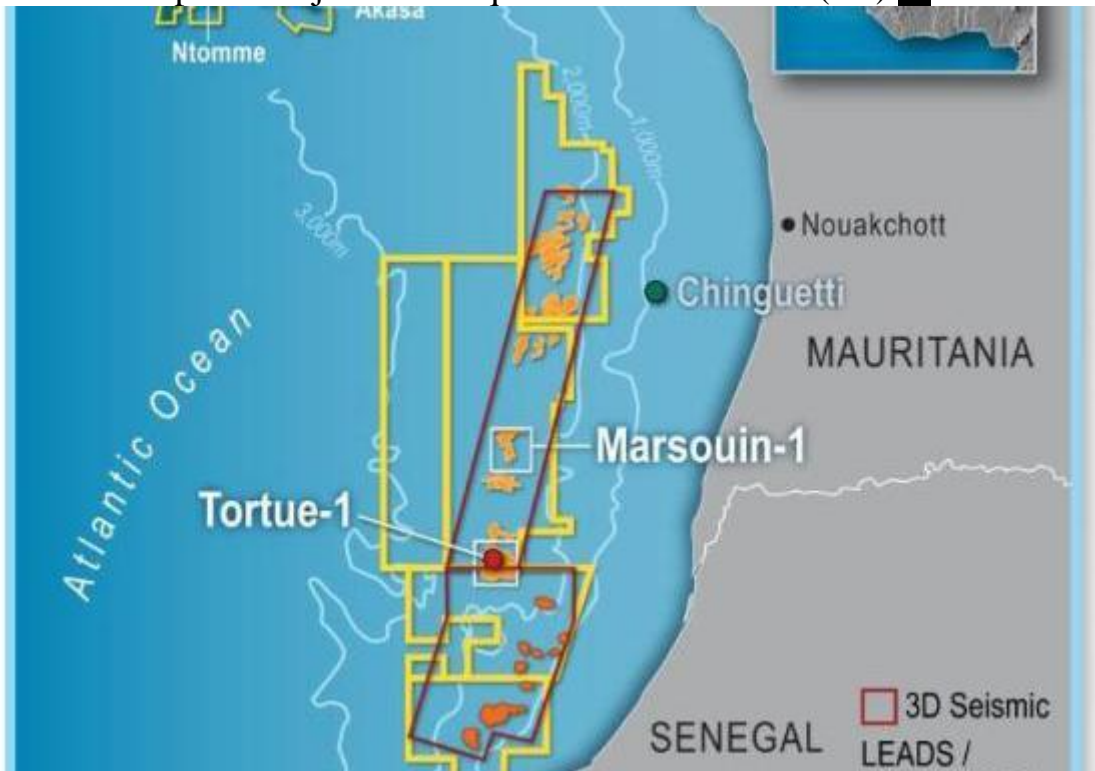 Akasa
Ntomme
2,000m
1,000m
3,000m
Nouakchott
Chinguetti
MAURITANIA
Atlantic Ocean
Marsouin-1
Tortue-1
3D Seismic
SENEGAL
LEADS /